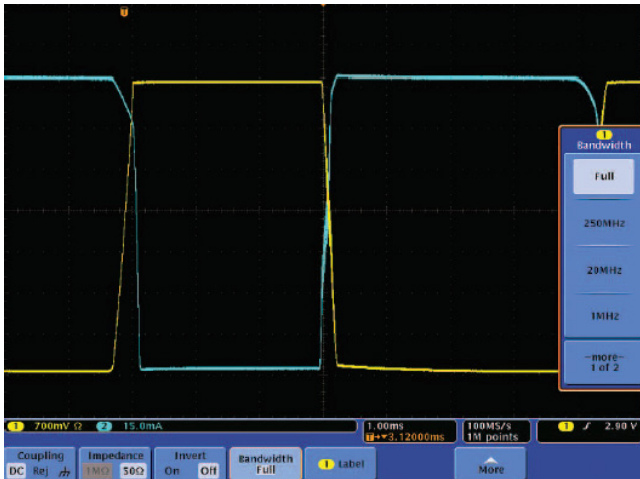 T
1
Bandwidth
Full
250MHz
20MHz
1MHz
-more-
1 of 2
1 700mV Ω 2 15.0mA 1.00ms 100MS/s 1 2.90 V
T→▾3.12000ms 1M points
Coupling Impedance Invert Bandwidth 1 Label More
DC Rej 1MΩ 50Ω On Off Full